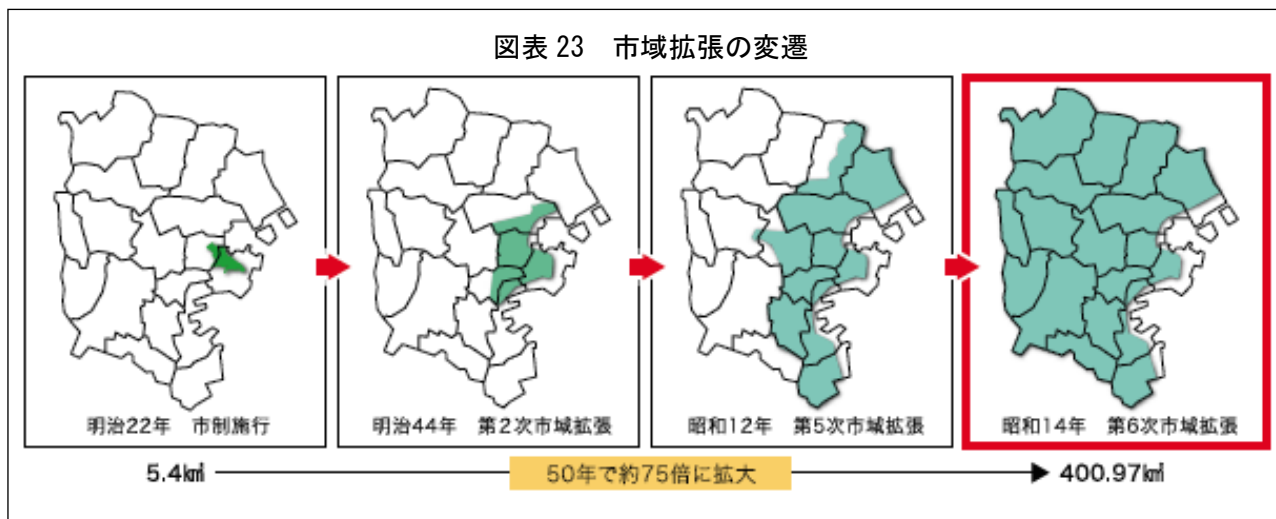 図表 23 市域拡張の変遷
明治22年 市制施行
明治44年 第2次市域拡張
昭和12年 第5次市域拡張
昭和14年 第6次市域拡張
5.4㎢
50年で約75倍に拡大
400.97㎢